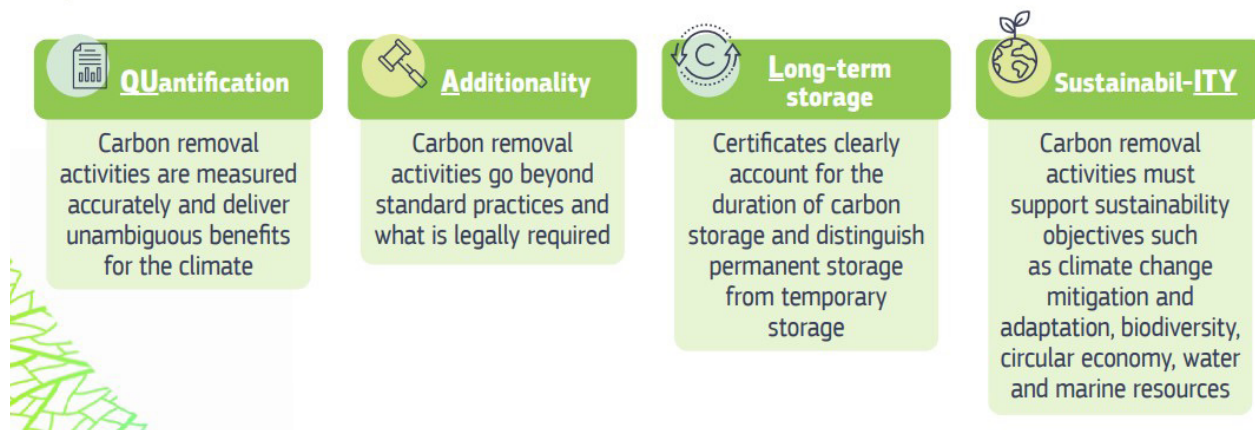 QUantification
Carbon removal
activities are measured
accurately and deliver
unambiguous benefits
for the climate
Additionality
Carbon removal
activities go beyond
standard practices and
what is legally required
C
Long-term
storage
Certificates clearly
account for the
duration of carbon
storage and distinguish
permanent storage
from temporary
storage
Sustainabil-ITY
Carbon removal
activities must
support sustainability
objectives such
as climate change
mitigation and
adaptation, biodiversity,
circular economy, water
and marine resources